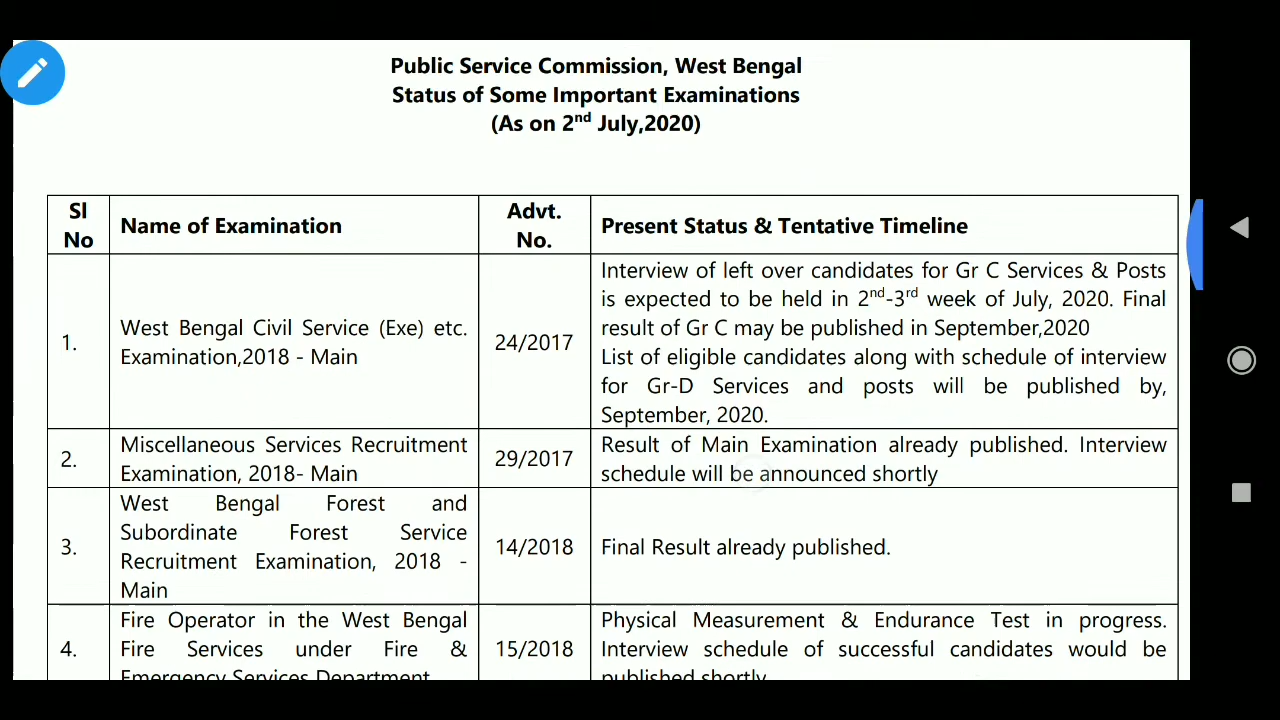 Public Service Commission, West Bengal
Status of Some Important Examinations
(As on 2nd July,2020)
Sl No
Name of Examination
Advt. No.
Present Status & Tentative Timeline
1.
West Bengal Civil Service (Exe) etc.
Examination,2018 - Main
24/2017
Interview of left over candidates for Gr C Services & Posts
is expected to be held in 2nd-3rd week of July, 2020. Final
result of Gr C may be published in September,2020
List of eligible candidates along with schedule of interview
for Gr-D Services and posts will be published by,
September, 2020.
2.
Miscellaneous Services Recruitment
Examination, 2018- Main
29/2017
Result of Main Examination already published. Interview
schedule will be announced shortly
3.
West Bengal Forest and
Subordinate Forest Service
Recruitment Examination, 2018 -
Main
14/2018
Final Result already published.
4.
Fire Operator in the West Bengal
Fire Services under Fire &
Emergency Services Department
15/2018
Physical Measurement & Endurance Test in progress.
Interview schedule of successful candidates would be
published shortly